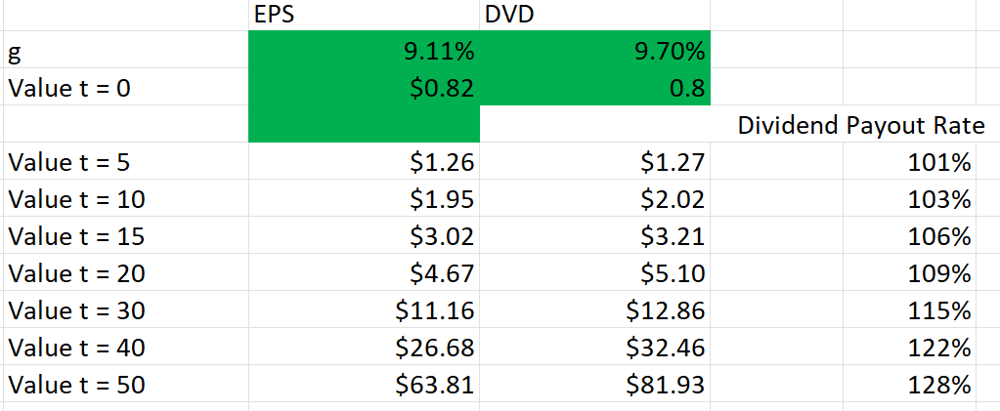 EPS DVD
g 9.11% 9.70%
Value t = 0 $0.82 0.8
Dividend Payout Rate
Value t = 5 $1.26 $1.27 101%
Value t = 10 $1.95 $2.02 103%
Value t = 15 $3.02 $3.21 106%
Value t = 20 $4.67 $5.10 109%
Value t = 30 $11.16 $12.86 115%
Value t = 40 $26.68 $32.46 122%
Value t = 50 $63.81 $81.93 128%